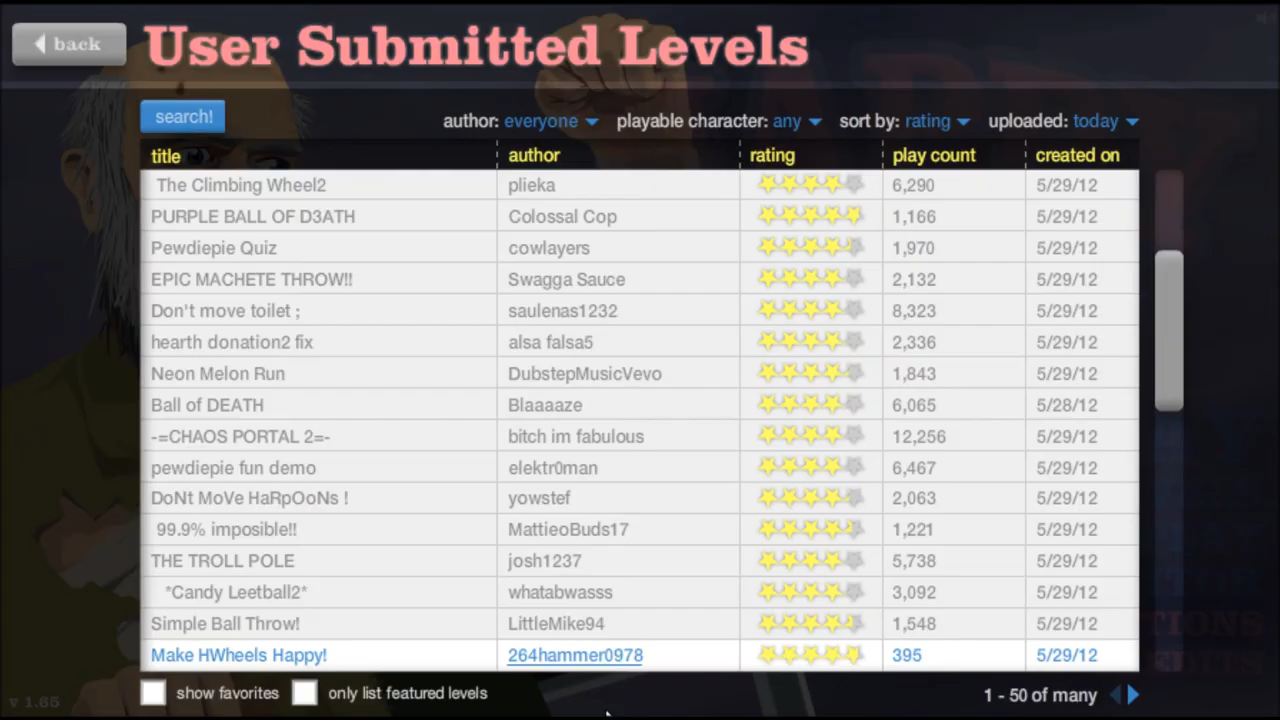 back
User Submitted Levels
search!
author: everyone playable character: any sort by: rating uploaded: today
title author rating play count created on
The Climbing Wheel2 plieka 6,290 5/29/12
PURPLE BALL OF D3ATH Colossal Cop 1,166 5/29/12
Pewdiepie Quiz cowlayers 1,970 5/29/12
EPIC MACHETE THROW!! Swagga Sauce 2,132 5/29/12
Don't move toilet ; saulenas1232 8,323 5/29/12
hearth donation2 fix alsa falsa5 2,336 5/29/12
Neon Melon Run DubstepMusicVevo 1,843 5/29/12
Ball of DEATH Blaaaaze 6,065 5/28/12
-=CHAOS PORTAL 2=- bitch im fabulous 12,256 5/29/12
pewdiepie fun demo elektr0man 6,467 5/29/12
DoNt MoVe HaRpOoNs ! yowstef 2,063 5/29/12
99.9% imposible!! MattieoBuds17 1,221 5/29/12
THE TROLL POLE josh1237 5,738 5/29/12
*Candy Leetball2* whatabwasss 3,092 5/29/12
Simple Ball Throw! LittleMike94 1,548 5/29/12
Make HWheels Happy! 264hammer0978 395 5/29/12
show favorites only list featured levels 1 - 50 of many
v 1.65